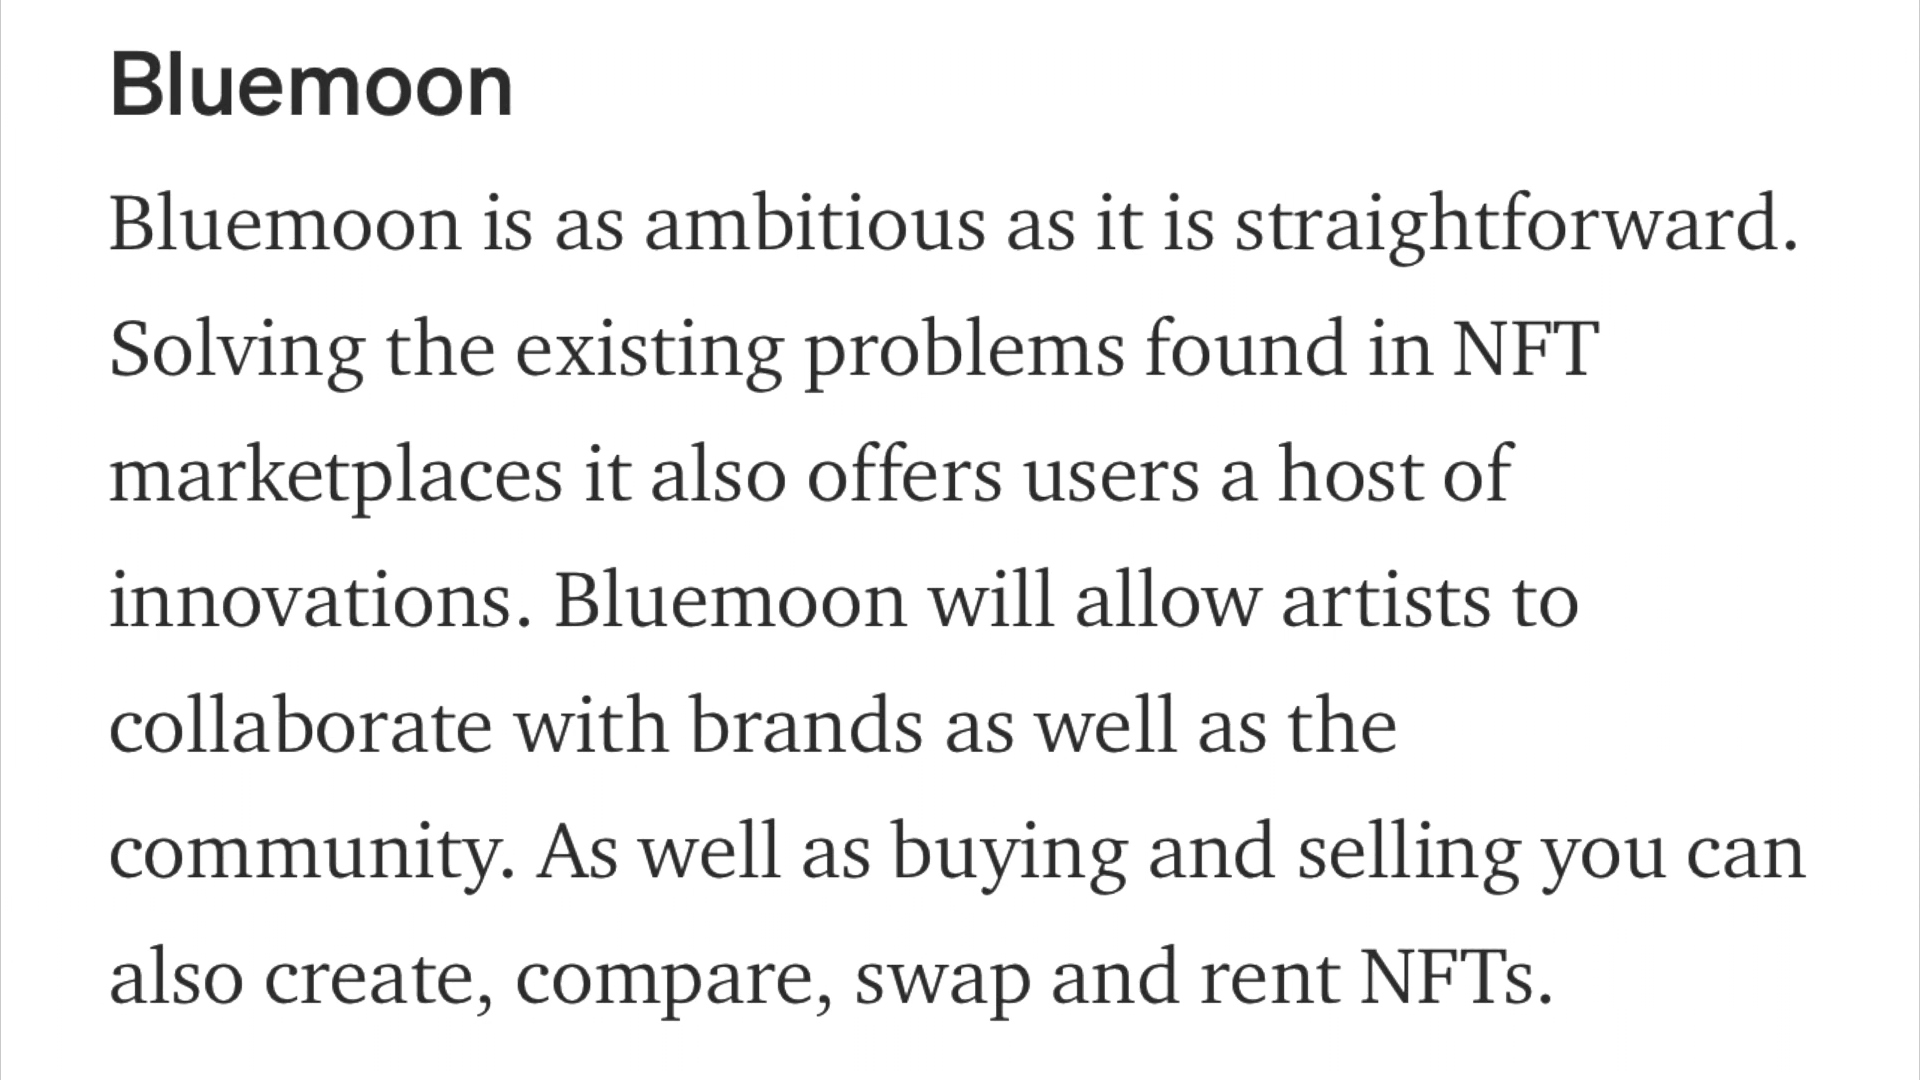 Bluemoon
Bluemoon is as ambitious as it is straightforward.
Solving the existing problems found in NFT
marketplaces it also offers users a host of
innovations. Bluemoon will allow artists to
collaborate with brands as well as the
community. As well as buying and selling you can
also create, compare, swap and rent NFTs.